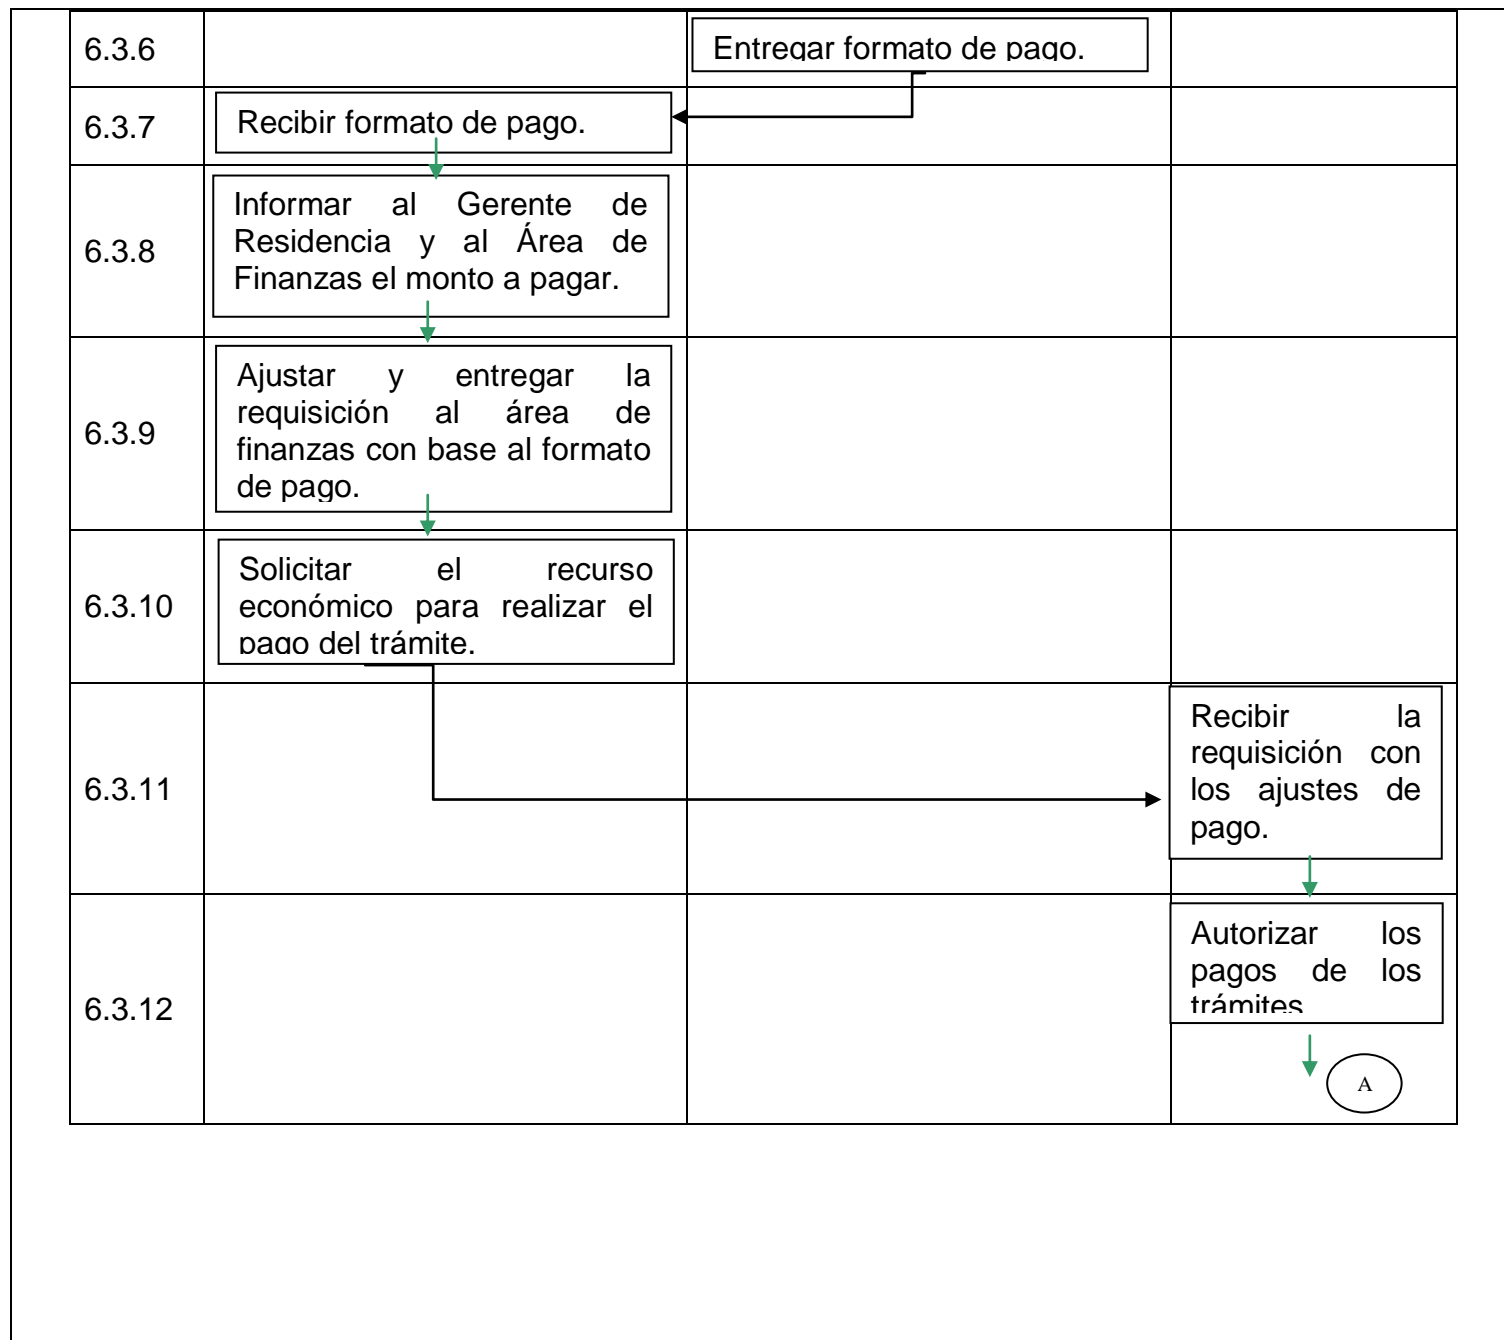 6.3.6
Entregar formato de pago.
6.3.7
Recibir formato de pago.
6.3.8
Informar al Gerente de
Residencia y al Área de
Finanzas el monto a pagar.
6.3.9
Ajustar y entregar la
requisición al área de
finanzas con base al formato
de pago.
6.3.10
Solicitar el recurso
económico para realizar el
pago del trámite.
6.3.11
Recibir la
requisición con
los ajustes de
pago.
6.3.12
Autorizar los
pagos de los
trámites
A